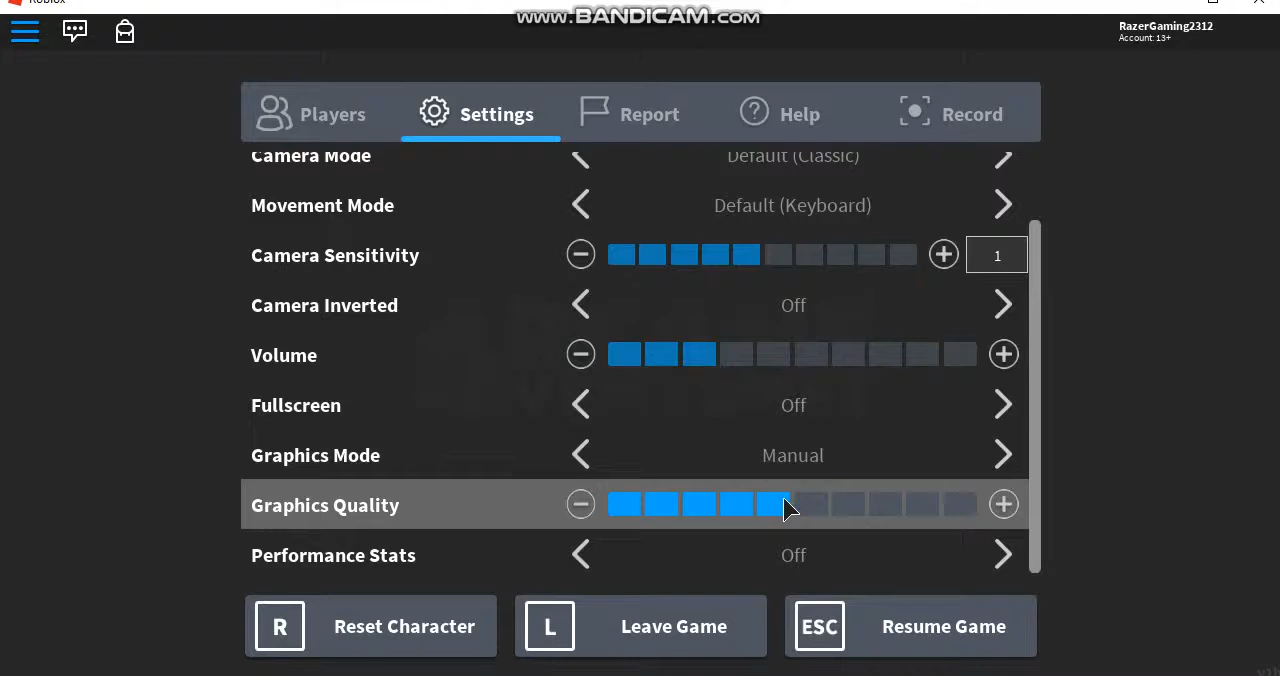 Roblox
www.BANDICAM.com
RazerGaming2312
Account: 13+
Players
Settings
Report
Help
Record
Camera Mode
Default (Classic)
Movement Mode
Default (Keyboard)
Camera Sensitivity
1
Camera Inverted
Off
Volume
Fullscreen
Off
Graphics Mode
Manual
Graphics Quality
Performance Stats
Off
R
Reset Character
L
Leave Game
ESC
Resume Game